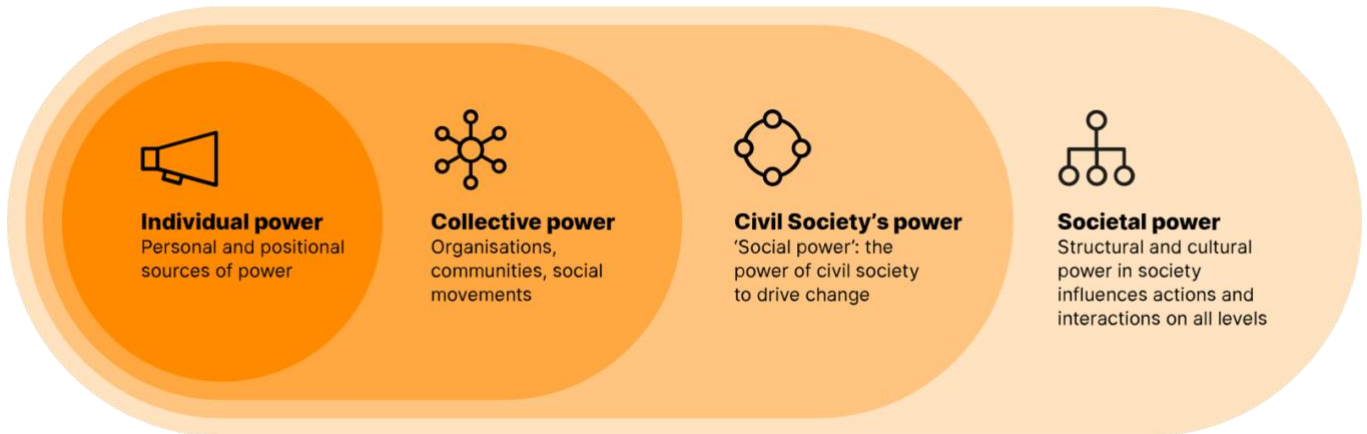 Individual power
Personal and positional
sources of power
Collective power
Organisations,
communities, social
movements
Civil Society’s power
‘Social power’: the
power of civil society
to drive change
Societal power
Structural and cultural
power in society
influences actions and
interactions on all levels